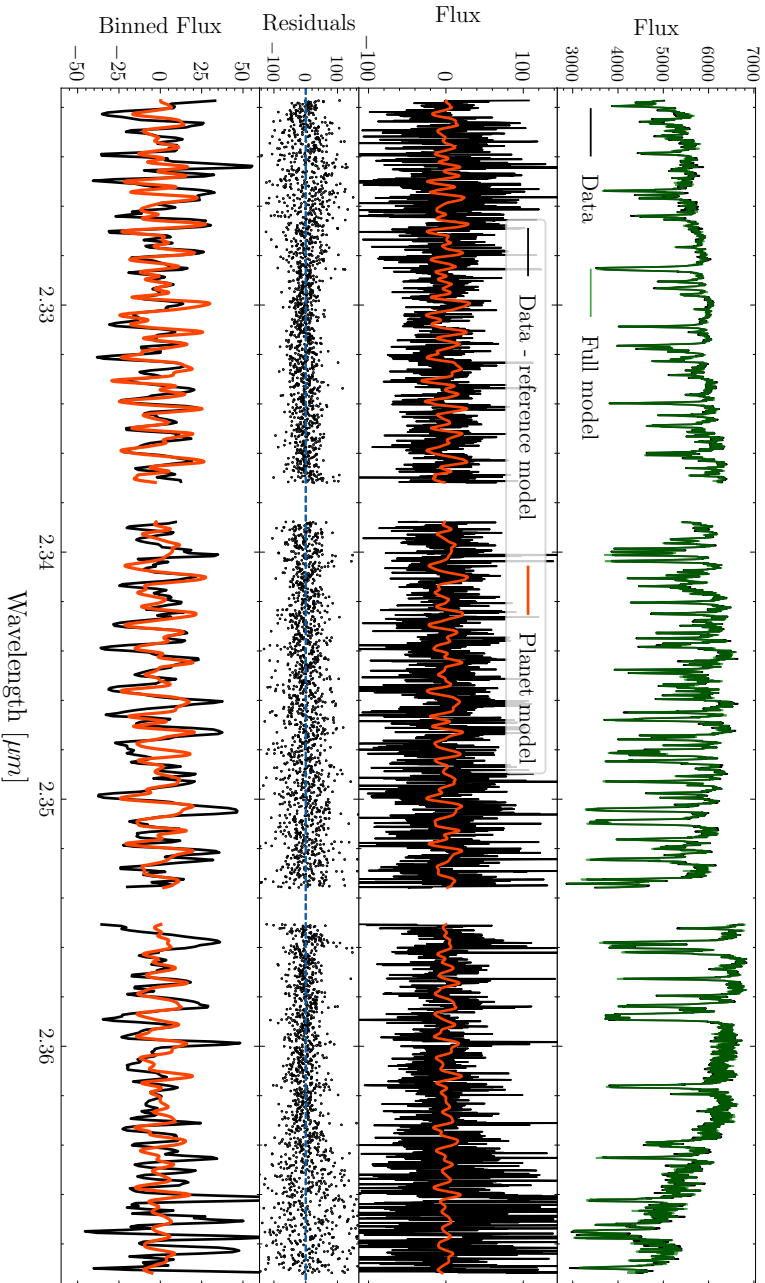 Flux
3000
4000
5000
6000
7000
Data
Full model
Flux
−100
0
100
Data - reference model
Planet model
Residuals
−100
0
100
Binned Flux
−50
−25
0
25
50
2.33
2.34
2.35
2.36
Wavelength [μm]